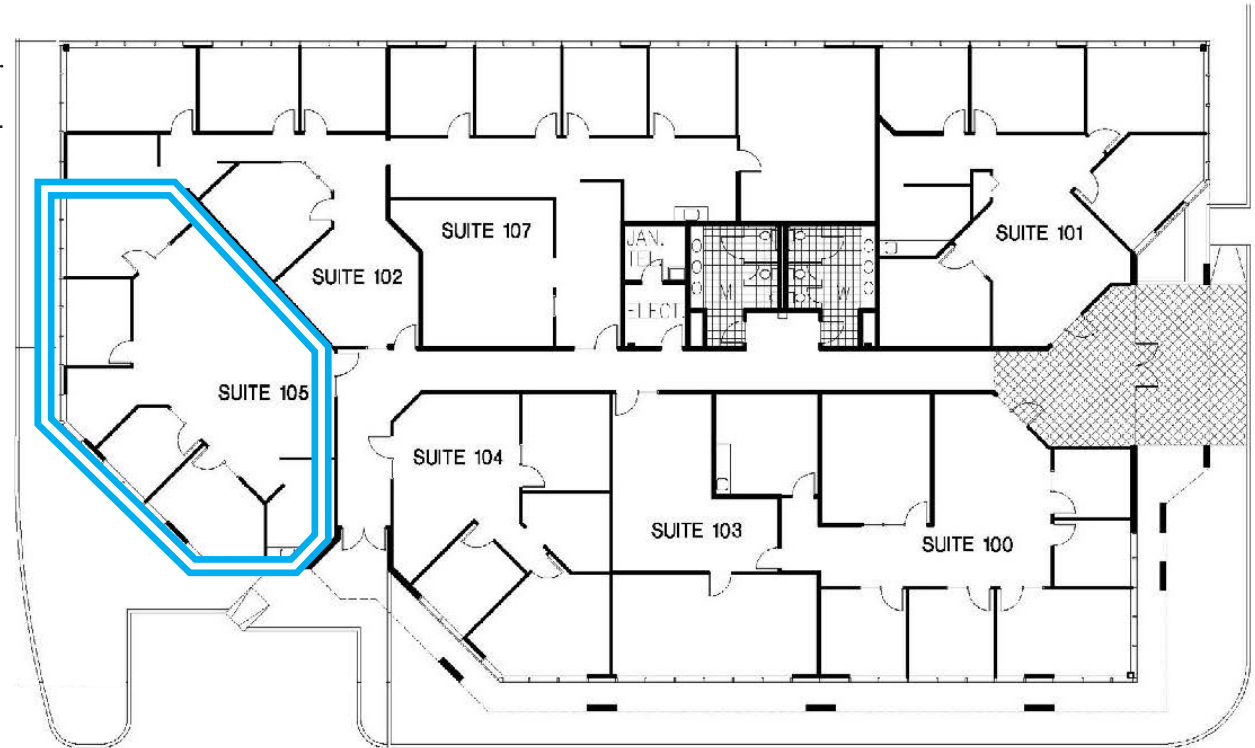 SUITE 107
SUITE 101
JAN.
TEL.
SUITE 102
M
W
ELECT.
SUITE 105
SUITE 104
SUITE 103
SUITE 100